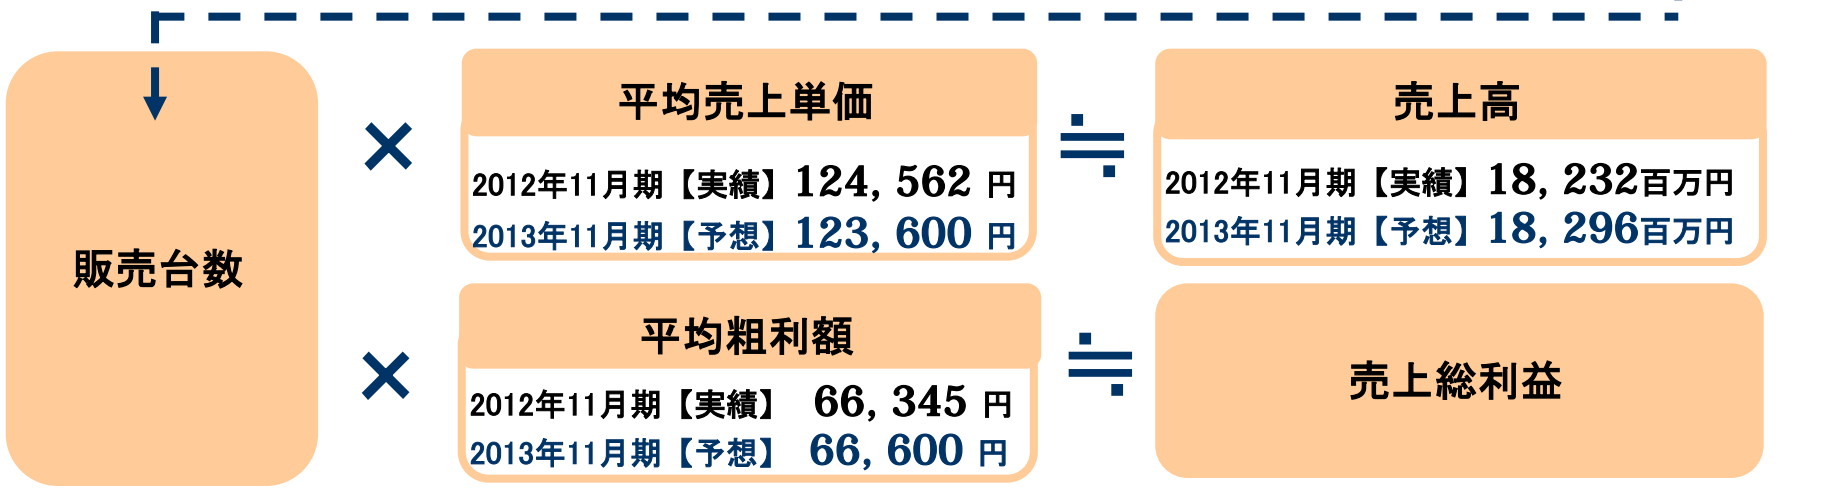 販売台数
×
平均売上単価
2012年11月期【実績】124,562 円
2013年11月期【予想】123,600 円
≒
売上高
2012年11月期【実績】18,232百万円
2013年11月期【予想】18,296百万円
×
平均粗利額
2012年11月期【実績】 66,345 円
2013年11月期【予想】 66,600 円
≒
売上総利益